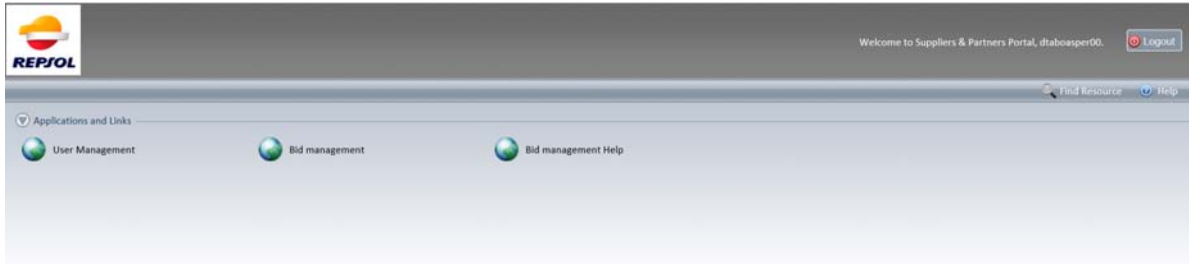 REPSOL
Welcome to Suppliers & Partners Portal, dtaboasper00.
Logout
Find Resource
Help
Applications and Links
User Management
Bid management
Bid management Help